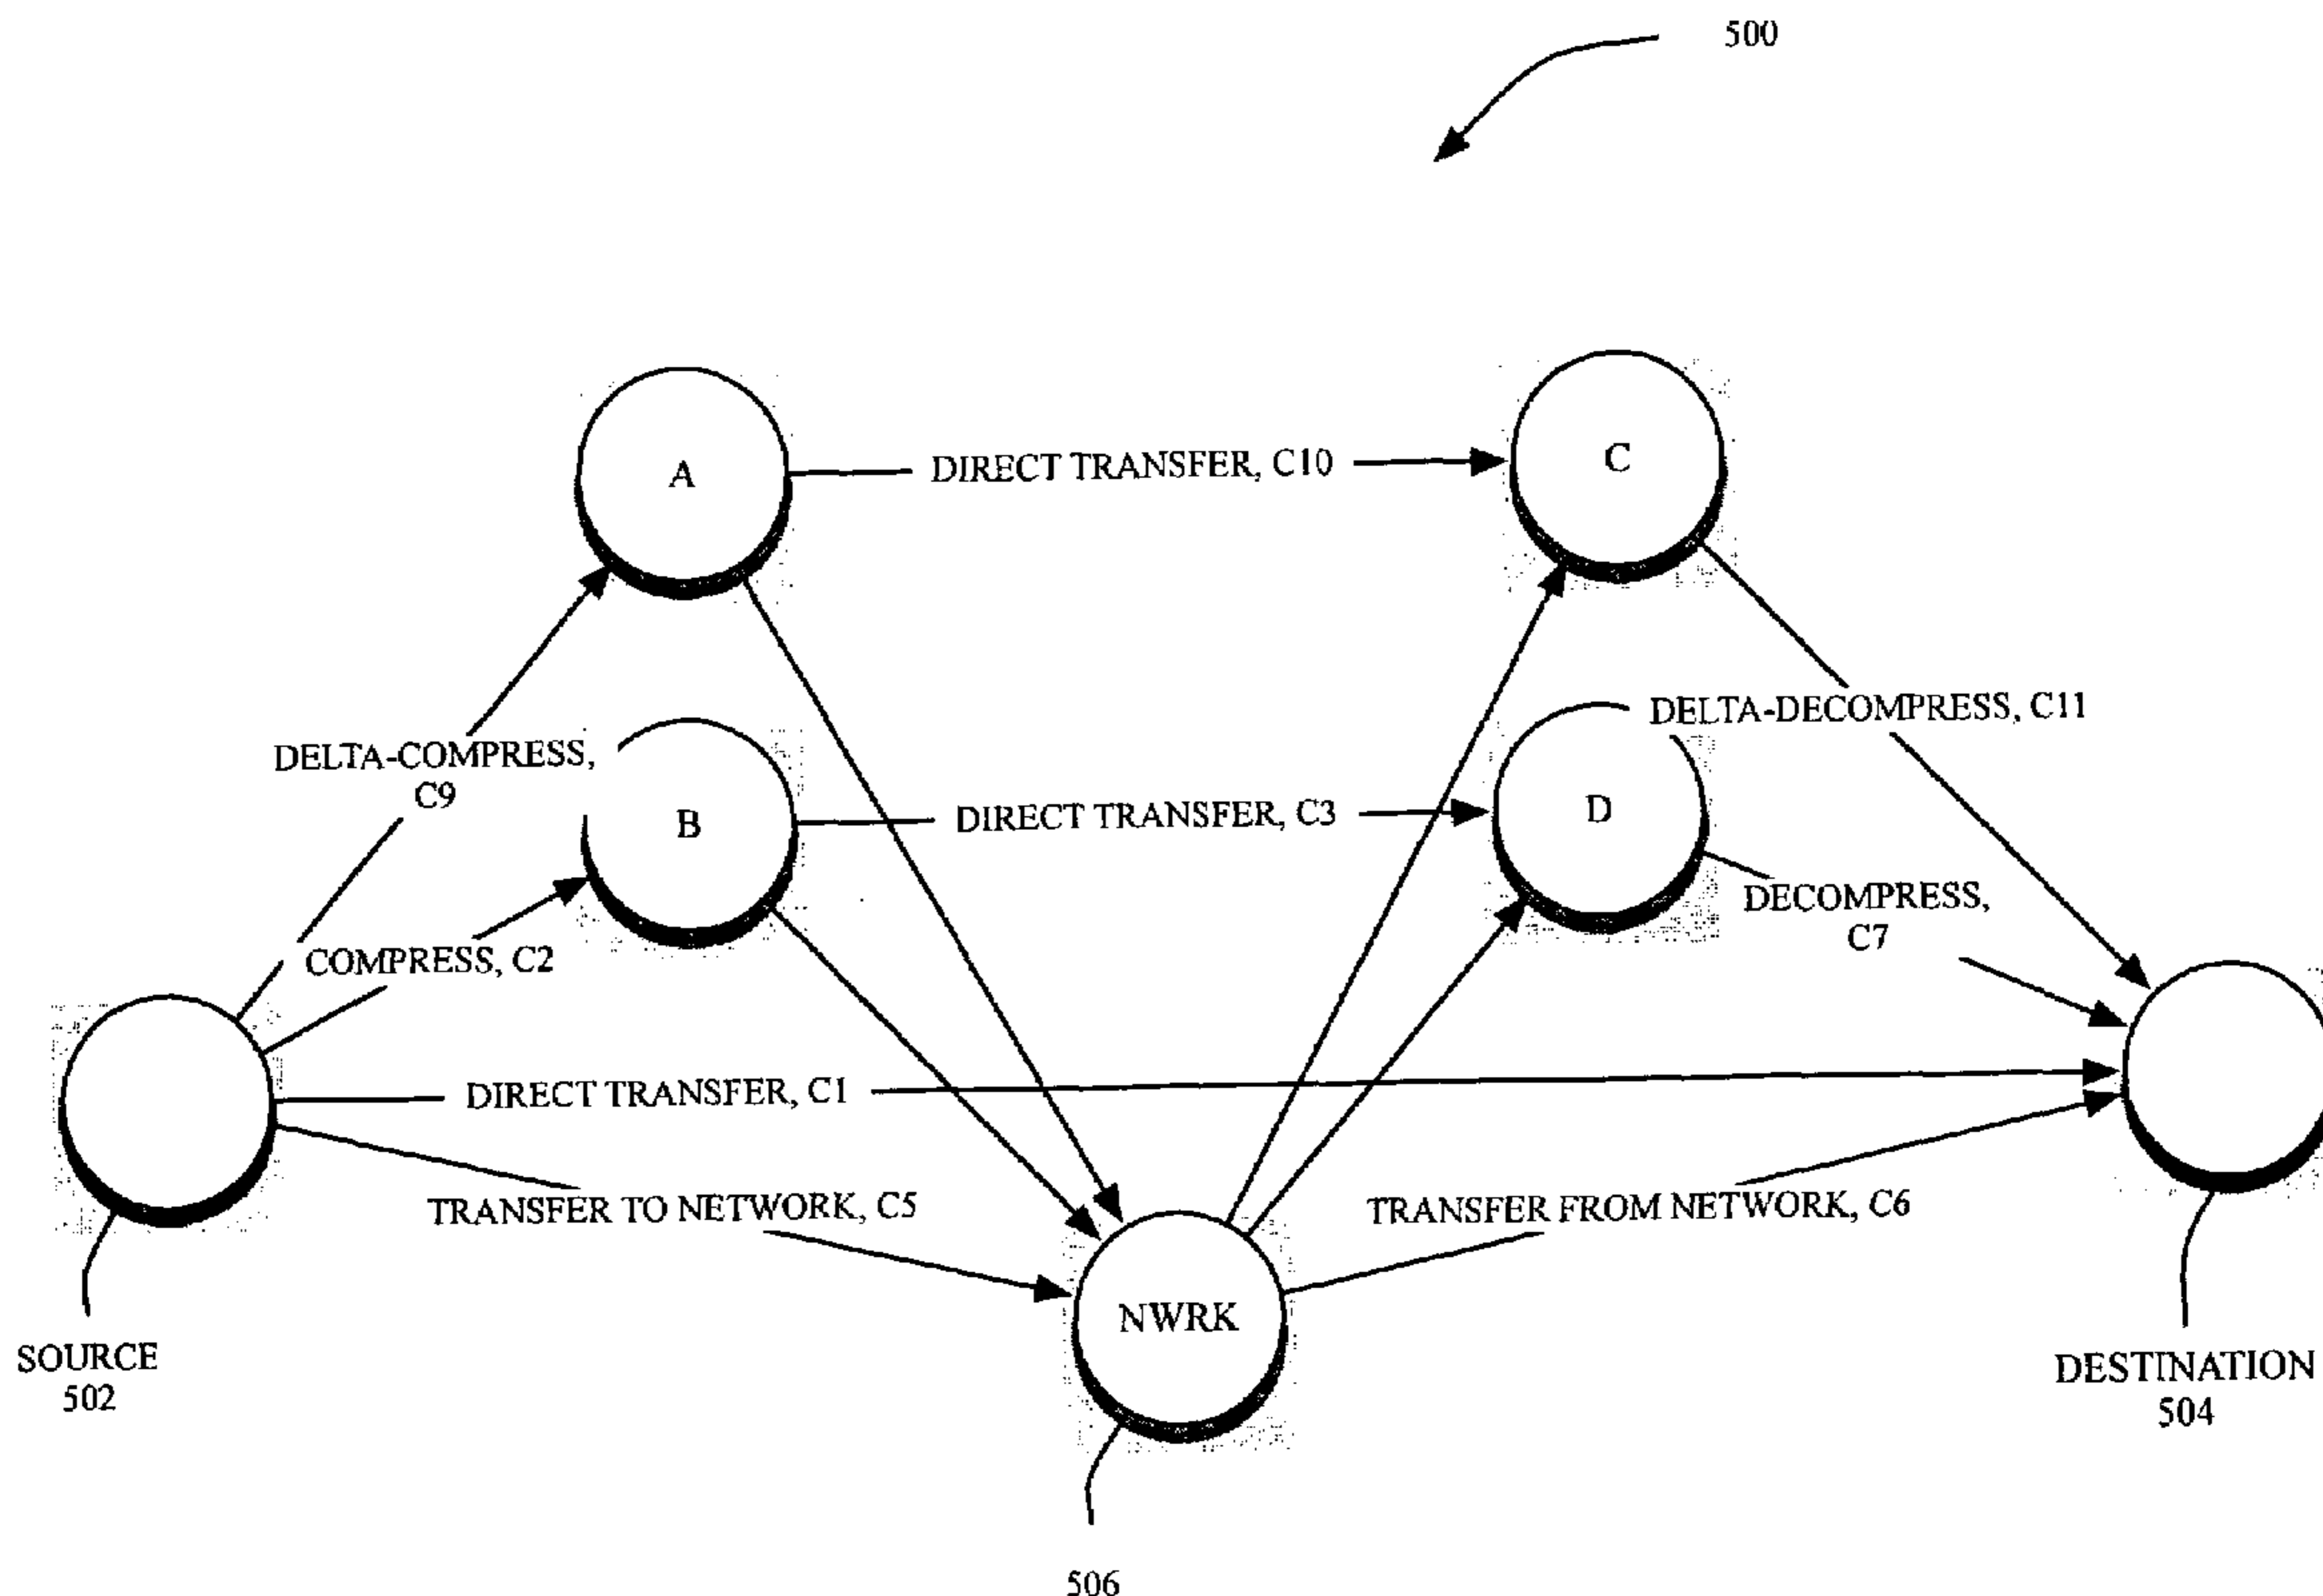 500
A
DIRECT TRANSFER, C10
C
DELTA-COMPRESS,
C9
B
DIRECT TRANSFER, C3
D
DELTA-DECOMPRESS, C11
DECOMPRESS,
C7
COMPRESS, C2
DIRECT TRANSFER, C1
TRANSFER TO NETWORK, C5
TRANSFER FROM NETWORK, C6
NWRK
SOURCE
502
DESTINATION
504
506